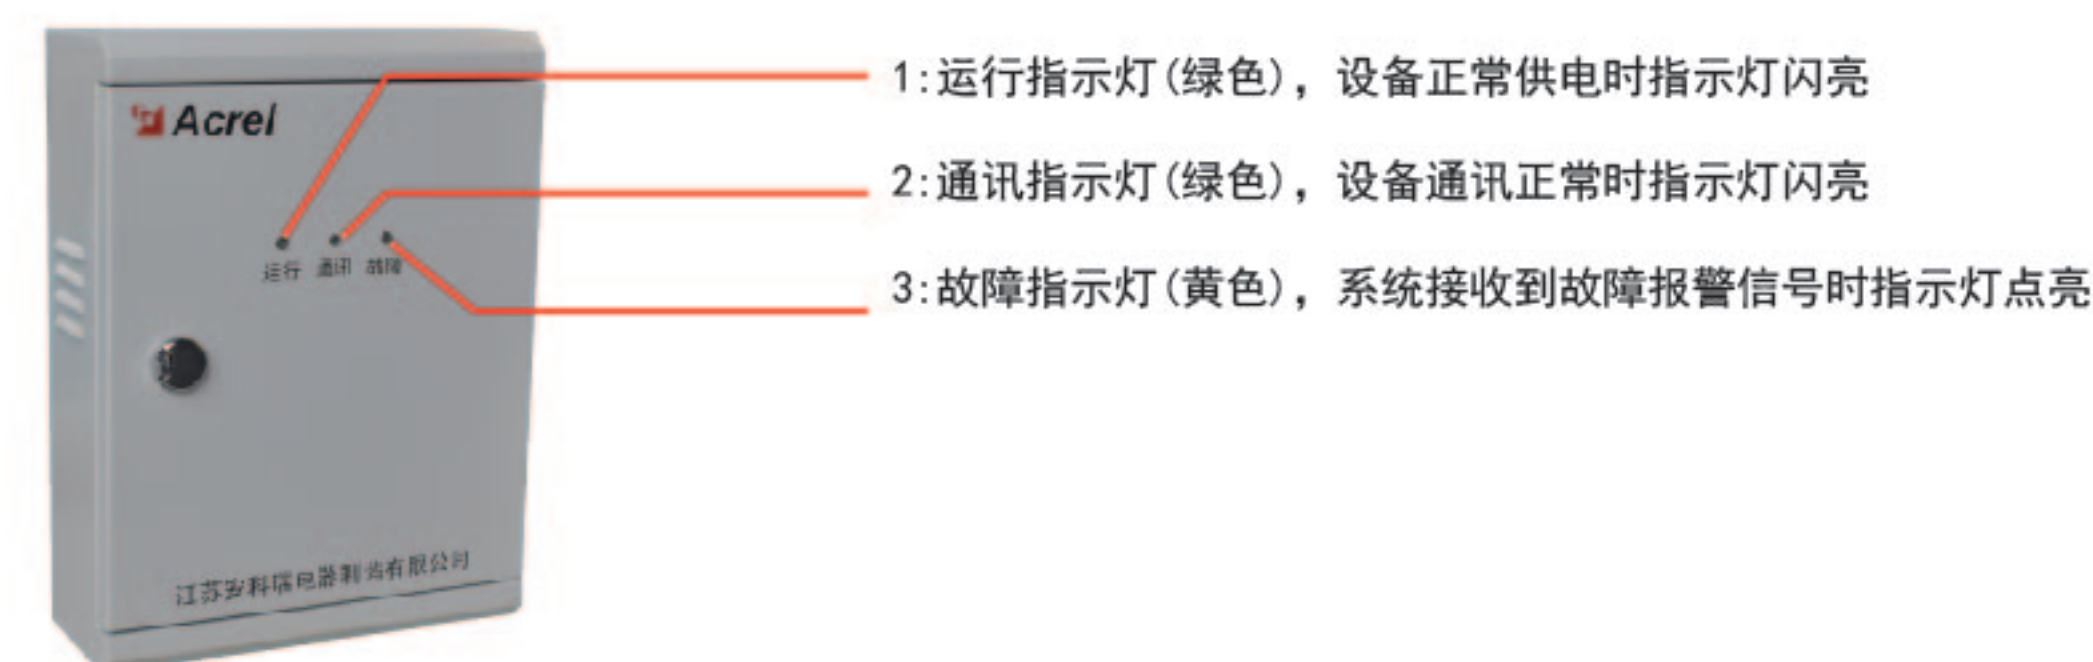 Acrel
1:运行指示灯(绿色)，设备正常供电时指示灯闪亮
2:通讯指示灯(绿色)，设备通讯正常时指示灯闪亮
运行 通讯 故障
3:故障指示灯(黄色)，系统接收到故障报警信号时指示灯点亮
江苏安科瑞电器制造有限公司